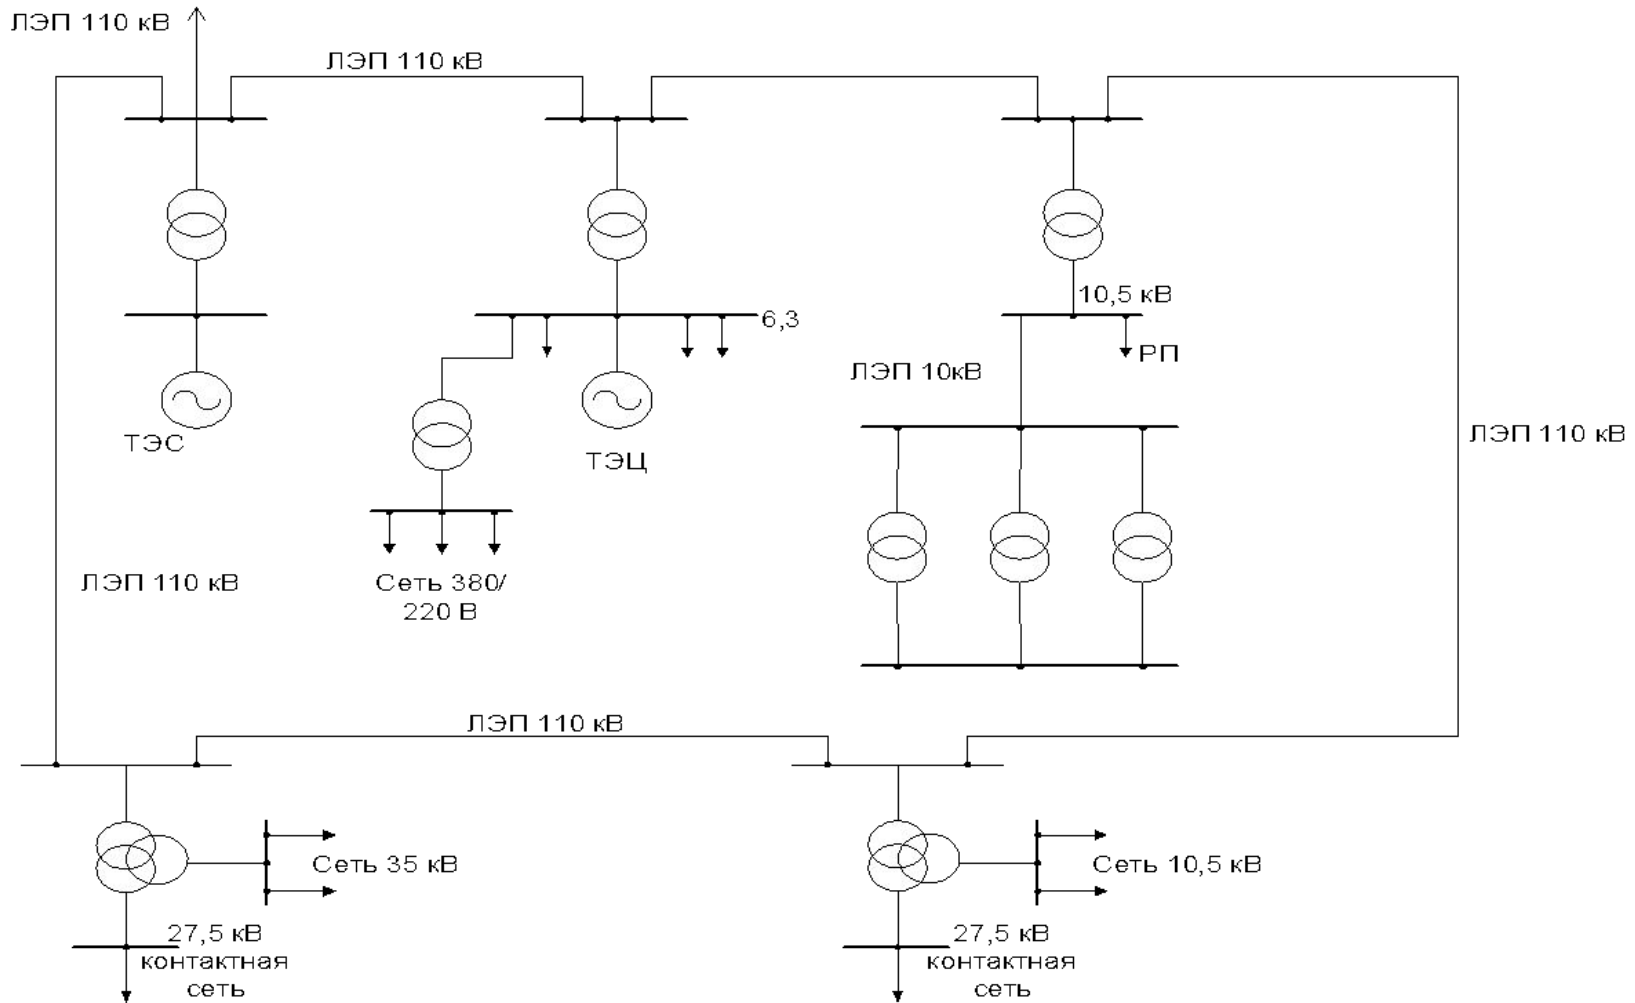 ЛЭП 110 кВ
ЛЭП 110 кВ
10,5 кВ
6,3
РП
ЛЭП 10кВ
ТЭС
ТЭЦ
ЛЭП 110 кВ
ЛЭП 110 кВ
Сеть 380/
220 В
ЛЭП 110 кВ
Сеть 35 кВ
Сеть 10,5 кВ
27,5 кВ
контактная
сеть
27,5 кВ
контактная
сеть